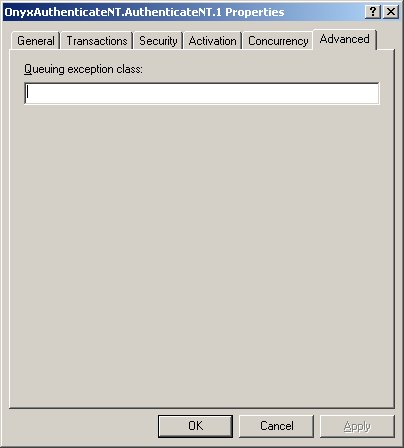 OnyxAuthenticateNT.AuthenticateNT.1 Properties
General Transactions Security Activation Concurrency Advanced
Queuing exception class:
OK Cancel Apply